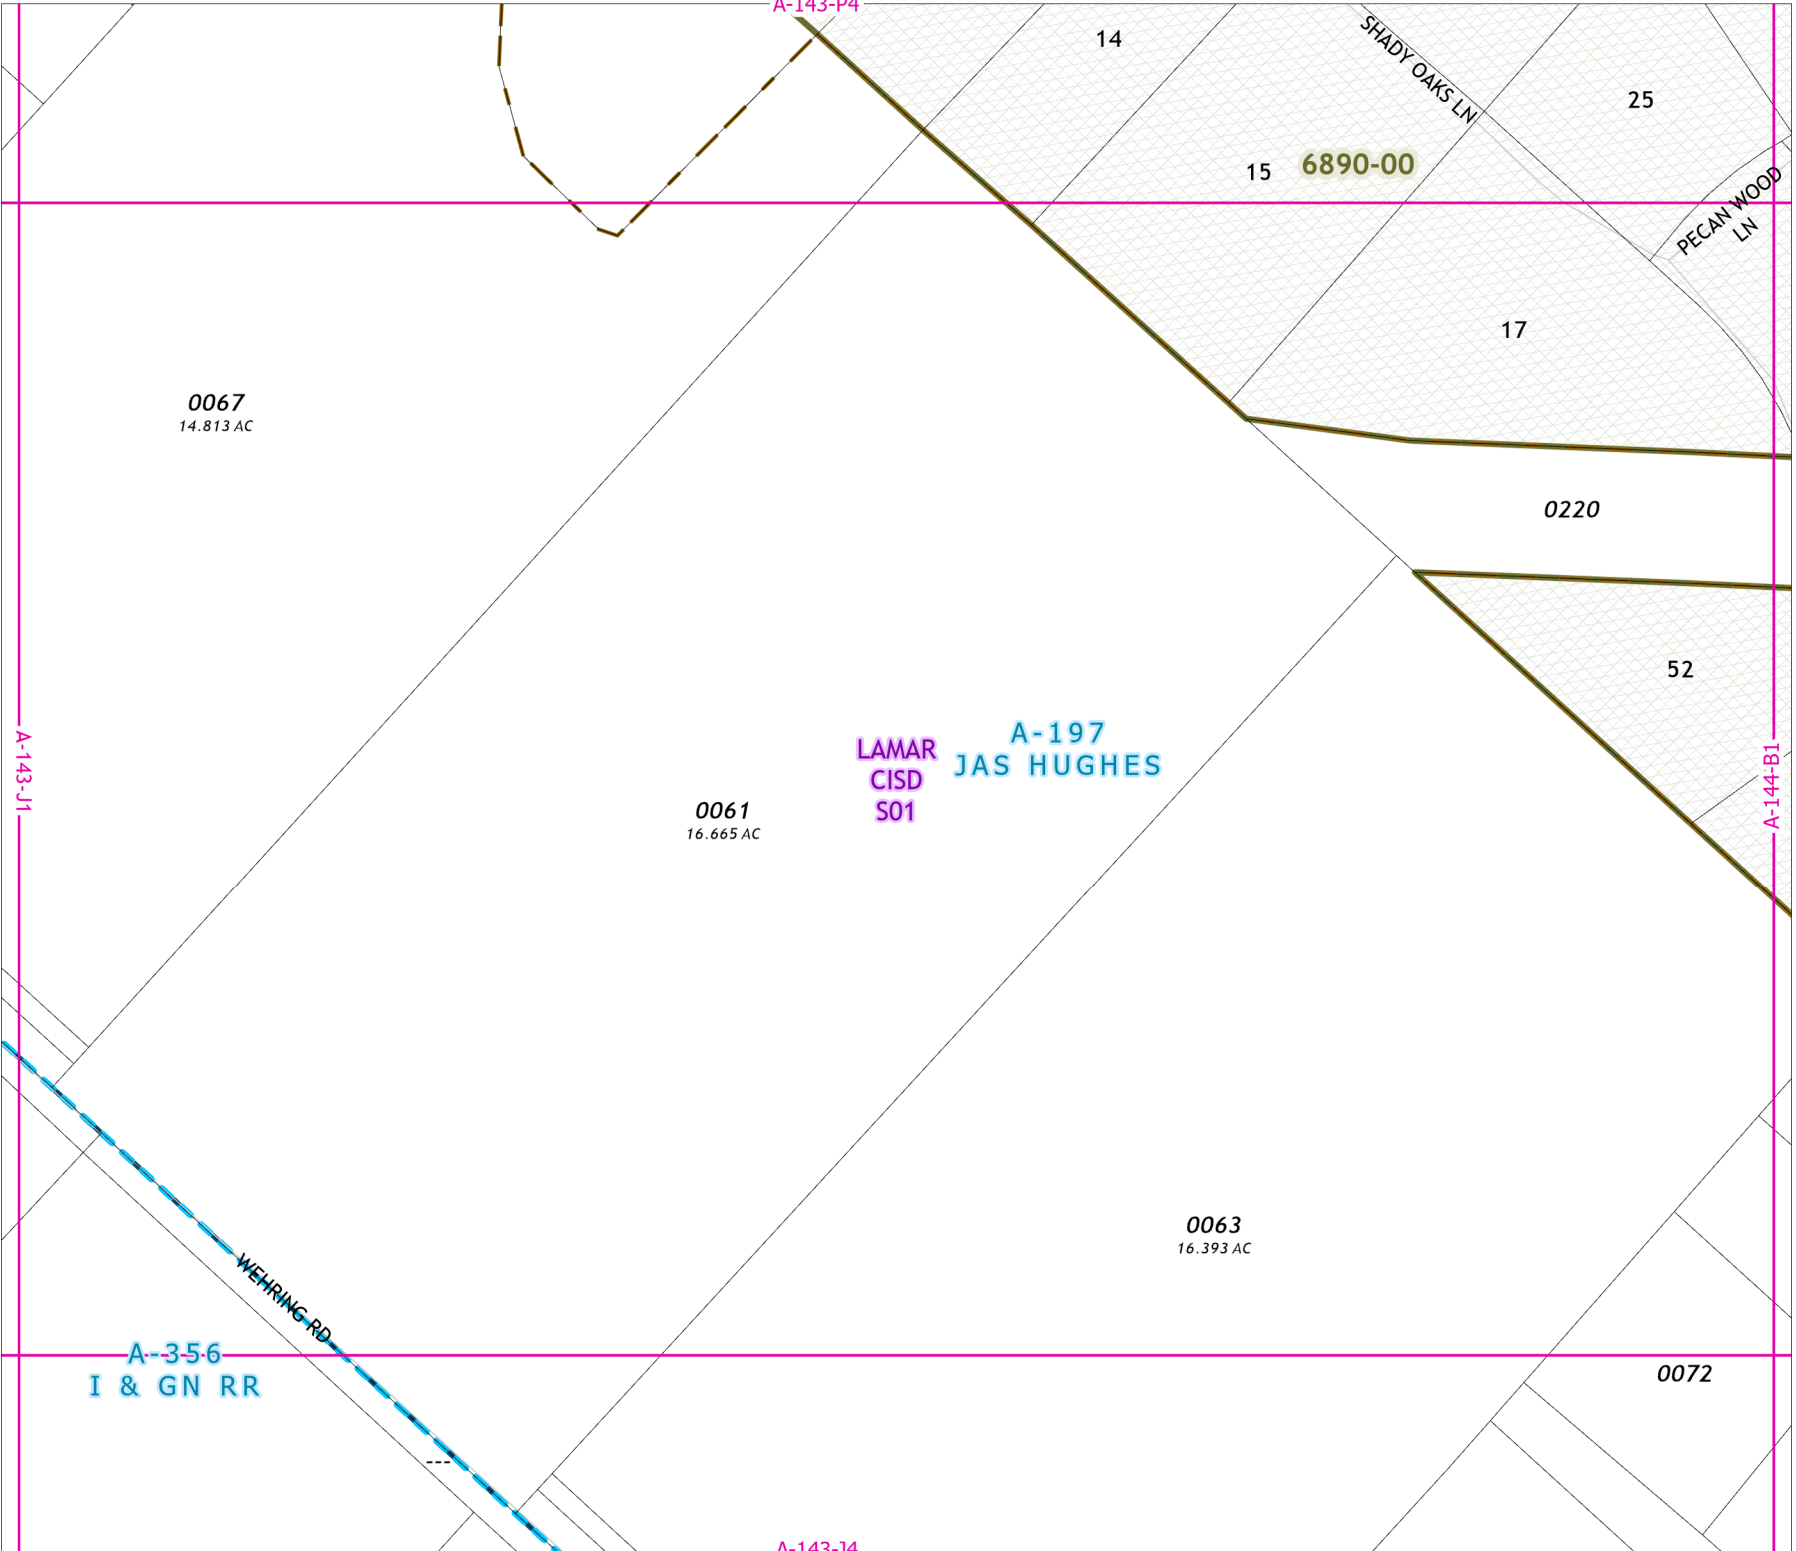 A-143-P4
14
SHADY OAKS LN
25
15
6890-00
PECAN WOOD
LN
17
0067
14.813 AC
0220
52
A-143-J1
A-197
JAS HUGHES
LAMAR
CISD
S01
A-144-B1
0061
16.665 AC
0063
16.393 AC
WEHRING RD
A-356
I & GN RR
0072
A-143-J4